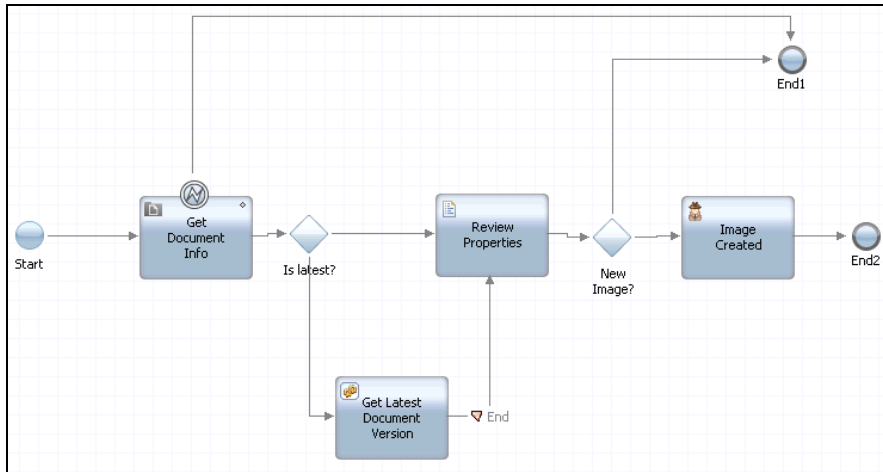 End1
Get
Document
Info
Review
Properties
Image
Created
Start
Is latest?
New
Image?
End2
Get Latest
Document
Version
End